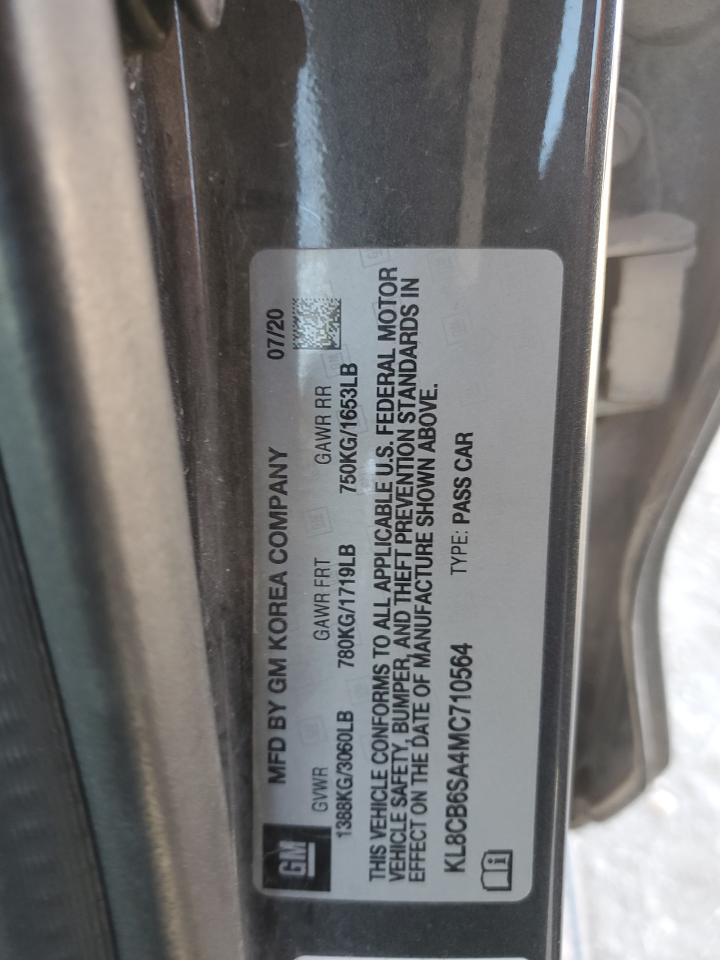 GM
MFD BY GM KOREA COMPANY 07/20
GVWR GAWR FRT GAWR RR
1388KG/3060LB 780KG/1719LB 750KG/1653LB
THIS VEHICLE CONFORMS TO ALL APPLICABLE U.S. FEDERAL MOTOR
VEHICLE SAFETY, BUMPER, AND THEFT PREVENTION STANDARDS IN
EFFECT ON THE DATE OF MANUFACTURE SHOWN ABOVE.
KL8CB6SA4MC710564 TYPE: PASS CAR